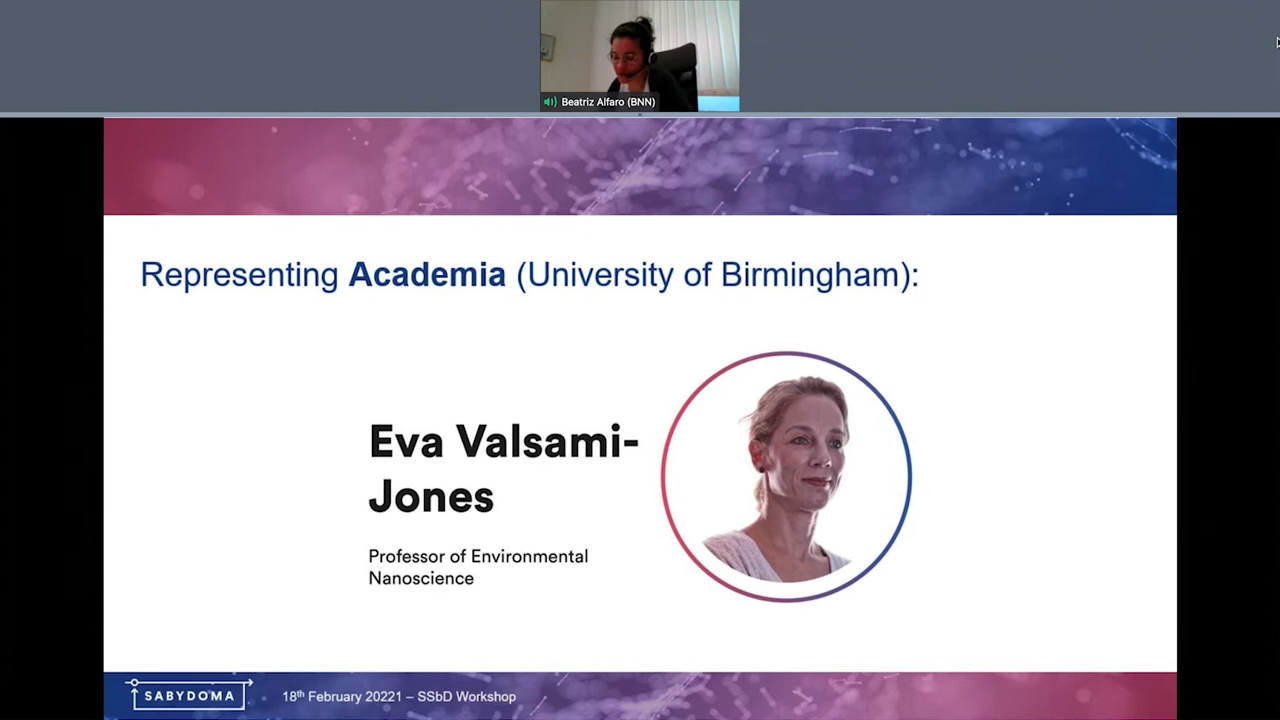 Beatriz Alfaro (BNN)
Representing Academia (University of Birmingham):
Eva Valsami-
Jones
Professor of Environmental
Nanoscience
SABYDOMA
18th February 20221 – SSbD Workshop